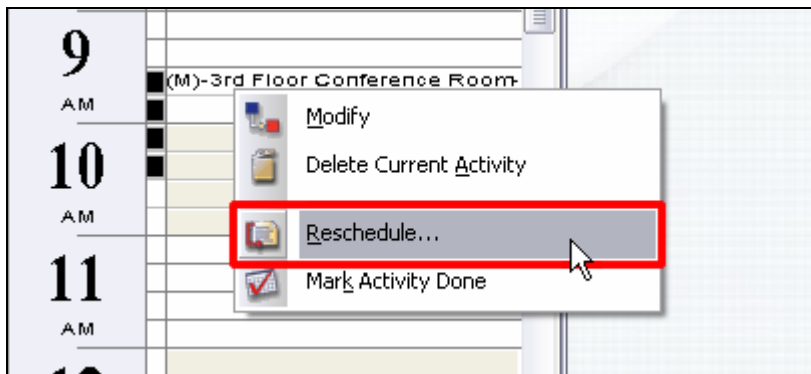 9
AM
(M)-3rd Floor Conference Room-
Modify
Delete Current Activity
10
AM
Reschedule...
11
Mark Activity Done
AM